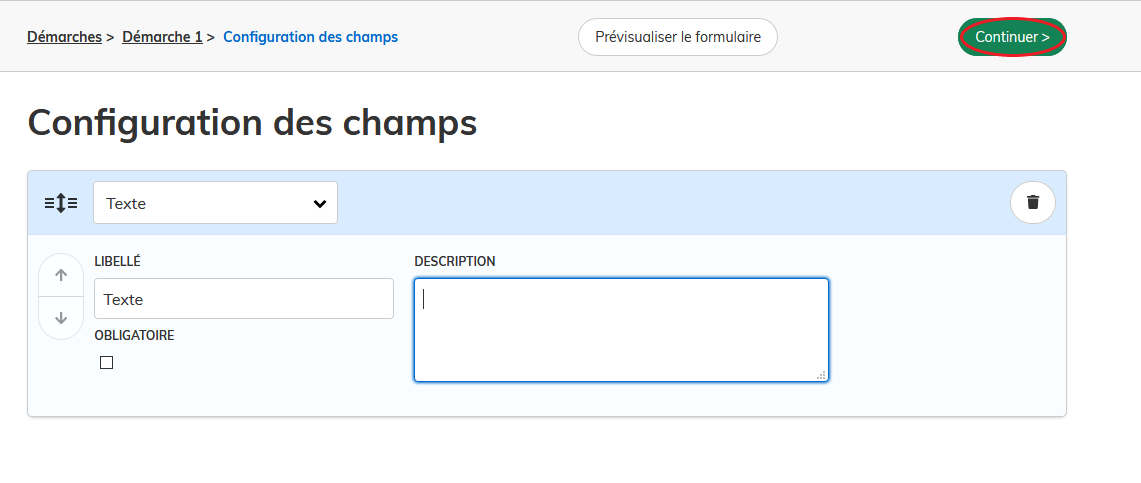 Démarches > Démarche 1 > Configuration des champs
Prévisualiser le formulaire
Continuer >
Configuration des champs
Texte
LIBELLÉ
Texte
OBLIGATOIRE
DESCRIPTION